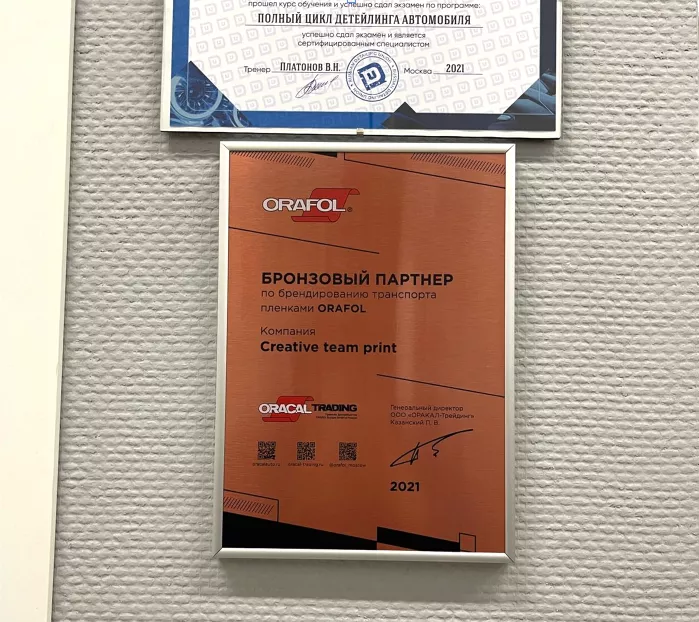 прошел курс обучения и успешно сдал экзамен по программе:
ПОЛНЫЙ ЦИКЛ ДЕТЕЙЛИНГА АВТОМОБИЛЯ
успешно сдал экзамен и является
сертифицированным специалистом
Тренер ПЛАТОНОВ В.Н. Москва 2021
ORAFOL®
БРОНЗОВЫЙ ПАРТНЕР
по брендированию транспорта
пленками ORAFOL
Компания
Creative team print
ORACAL TRADING
Генеральный директор
ООО «ОРАКАЛ-Трейдинг»
Казанский П. В.
2021